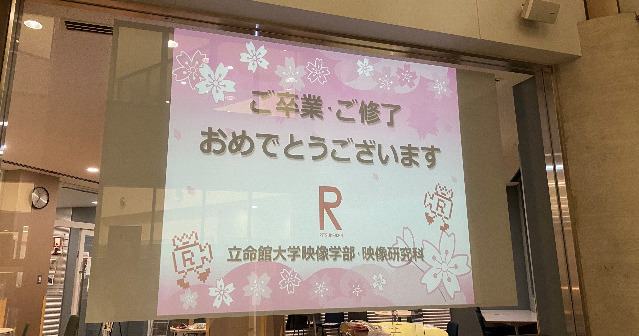 ご卒業・ご修了
おめでとうございます
R
R
R
立命館大学映像学部・映像研究科